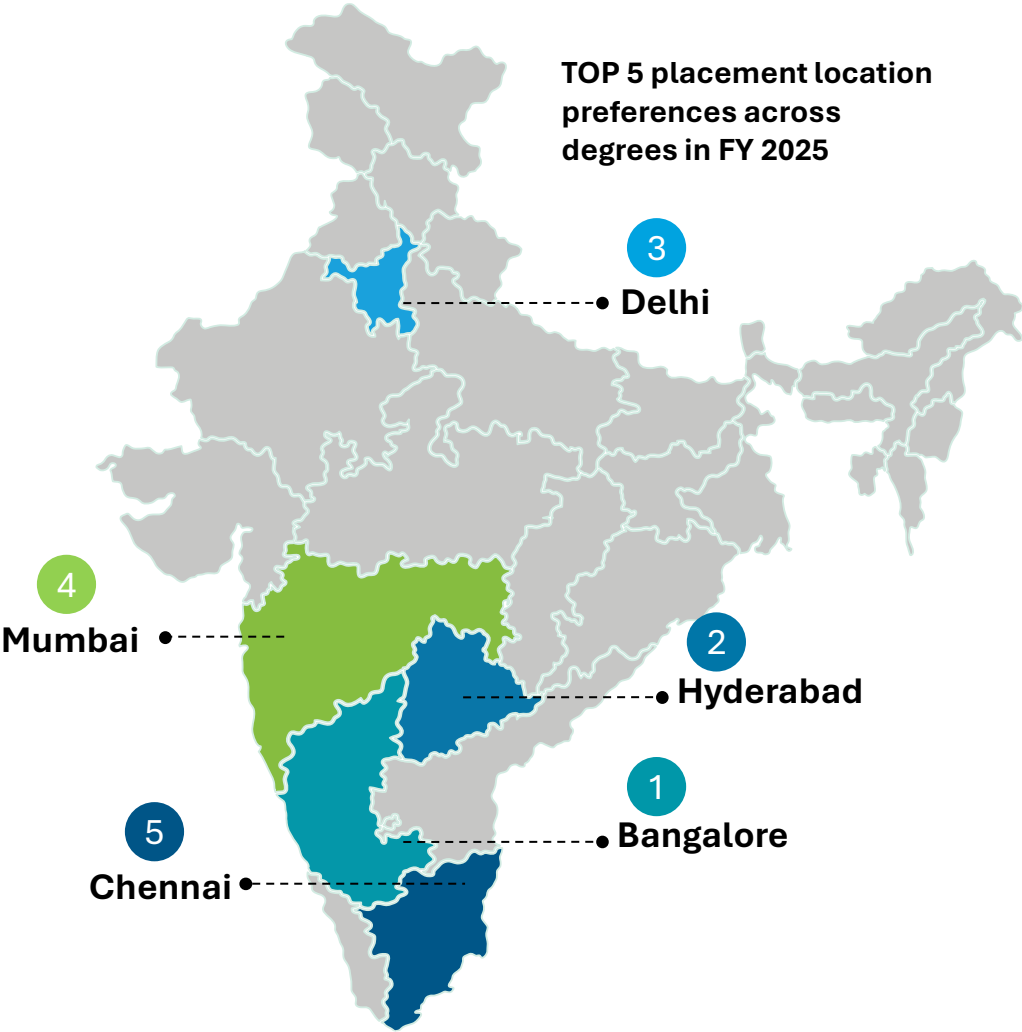 TOP 5 placement location
preferences across
degrees in FY 2025
3
Delhi
4
Mumbai
2
Hyderabad
1
Bangalore
5
Chennai